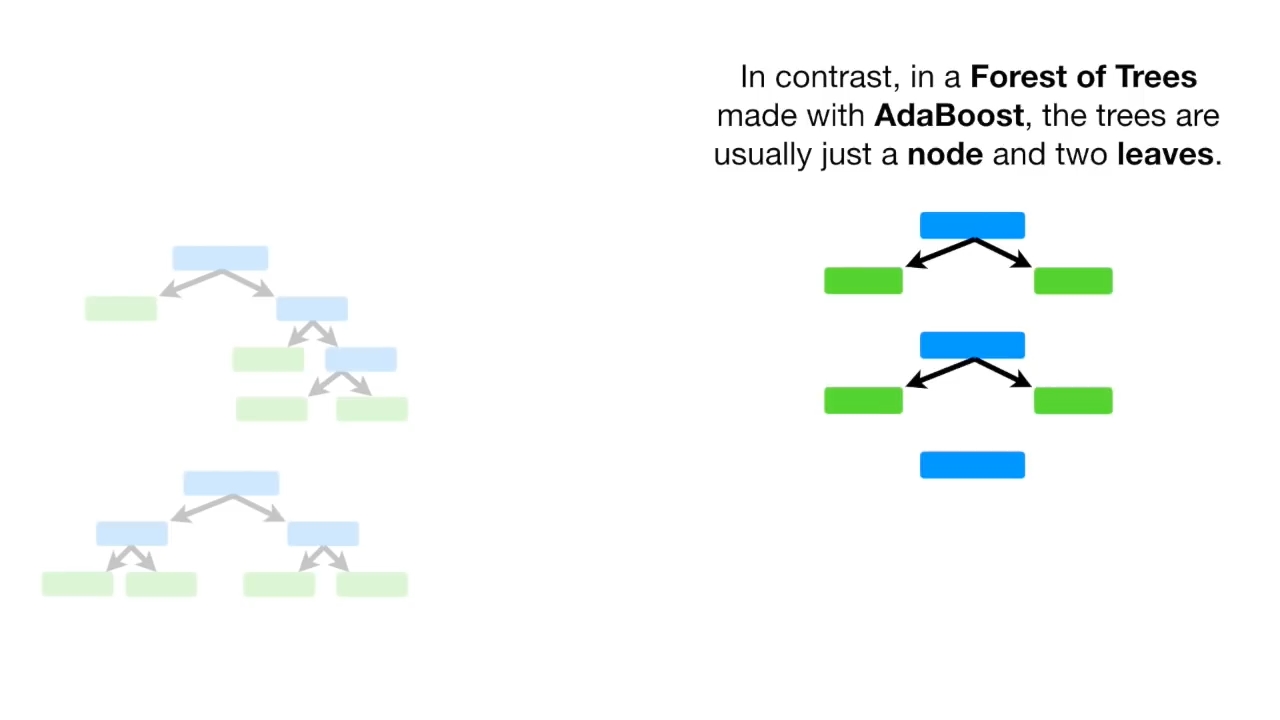 In contrast, in a Forest of Trees
made with AdaBoost, the trees are
usually just a node and two leaves.